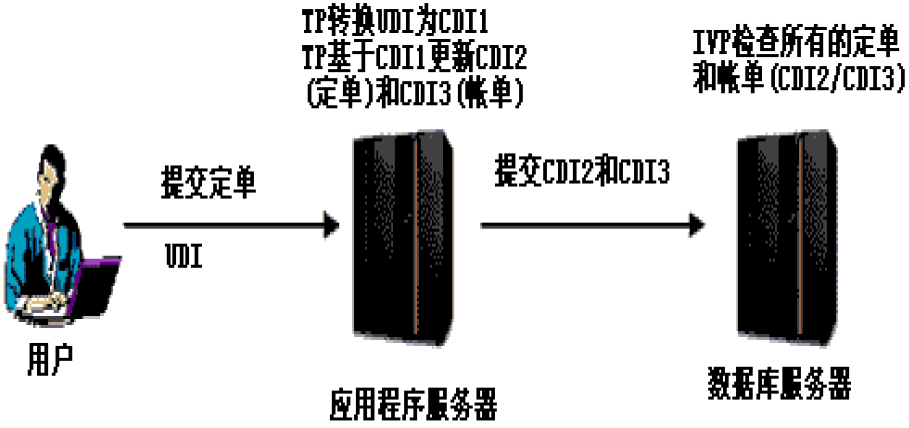 TP转换UDI为CDI1
TP基于CDI1更新CDI2
(定单)和CDI3(帐单)
IVP检查所有的定单
和帐单(CDI2/CDI3)
提交定单
UDI
提交CDI2和CDI3
用户
应用程序服务器
数据库服务器